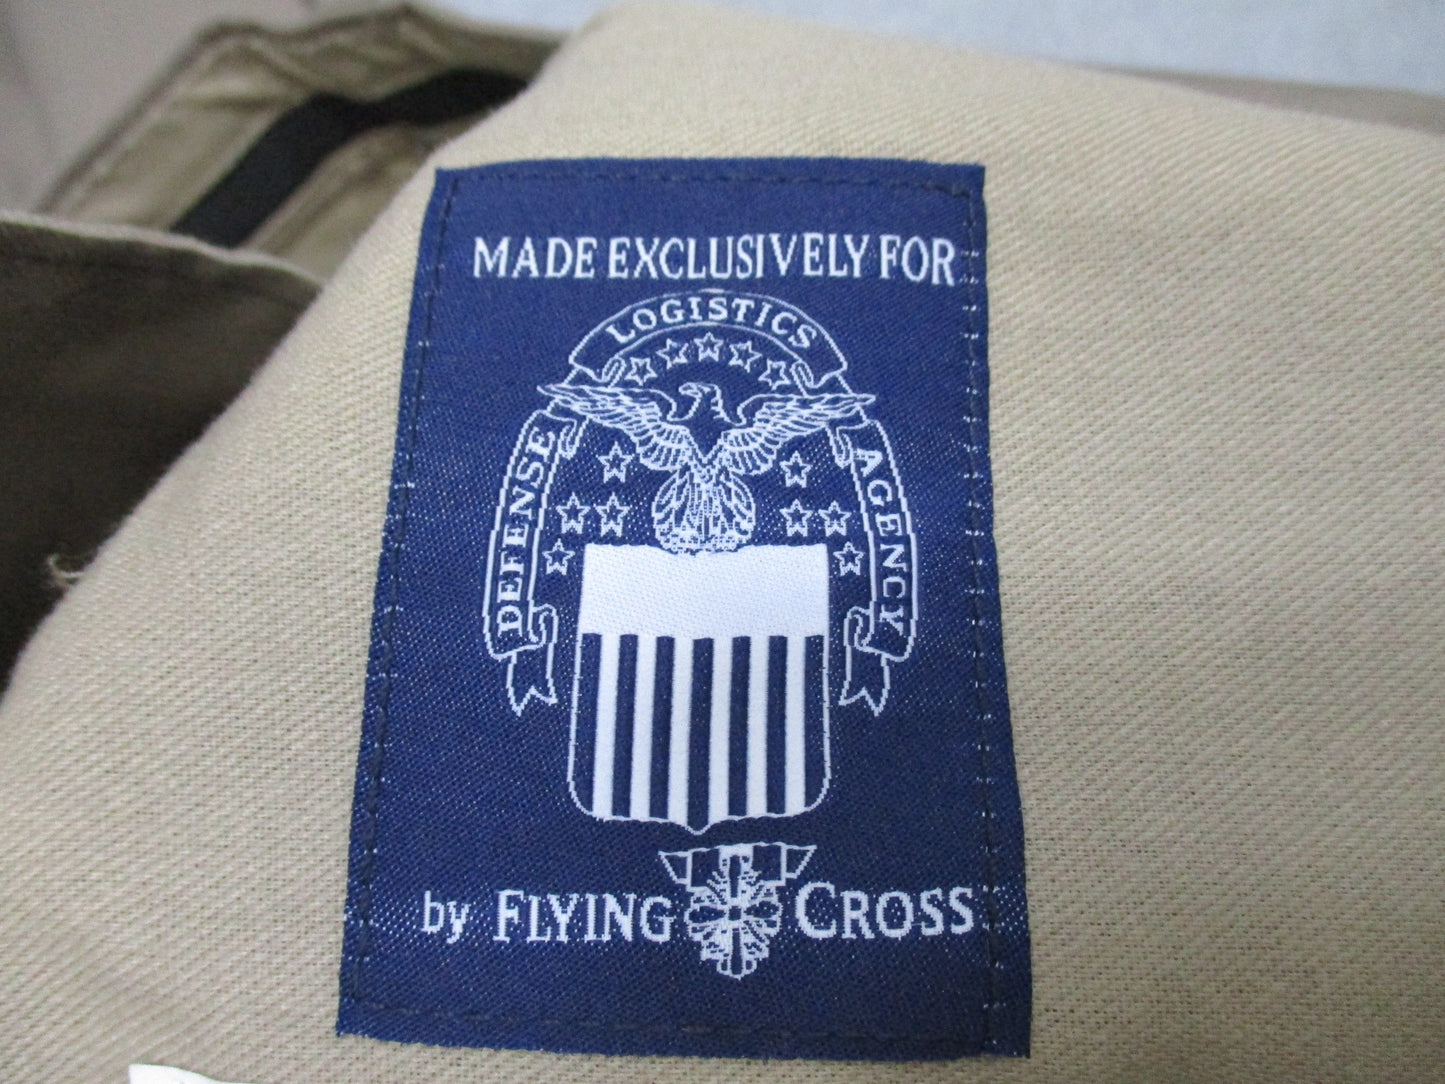 MADE EXCLUSIVELY FOR
DEFENSE LOGISTICS AGENCY
by FLYING CROSS